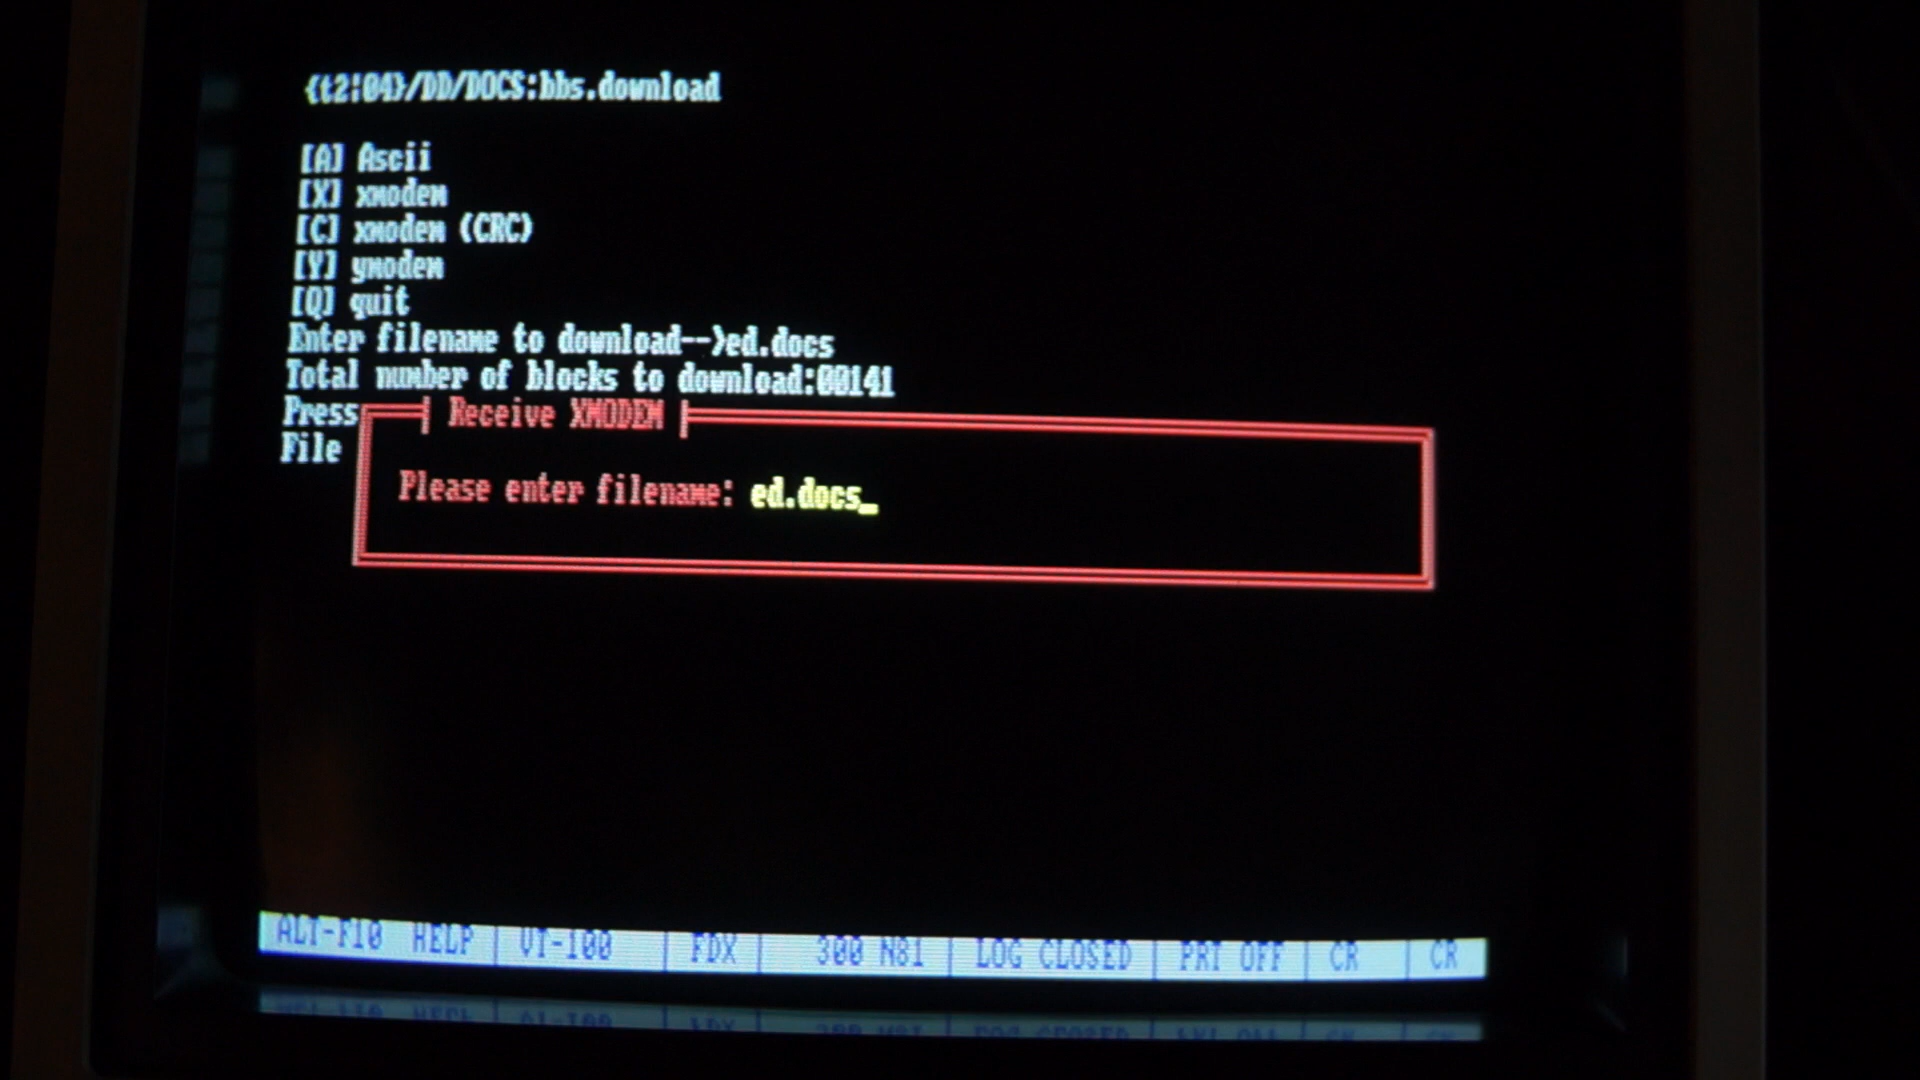 {t2:04}/DD/DOCS:bbs.download
[A] Ascii
[X] xmodem
[C] xmodem (CRC)
[Y] ymodem
[Q] quit
Enter filename to download-->ed.docs
Total number of blocks to download:00141
Press
File
Receive XMODEM
Please enter filename: ed.docs_
ALT-F10 HELP | VT-100 | FDX | 300 N81 | LOG CLOSED | PRT OFF | CR | CR